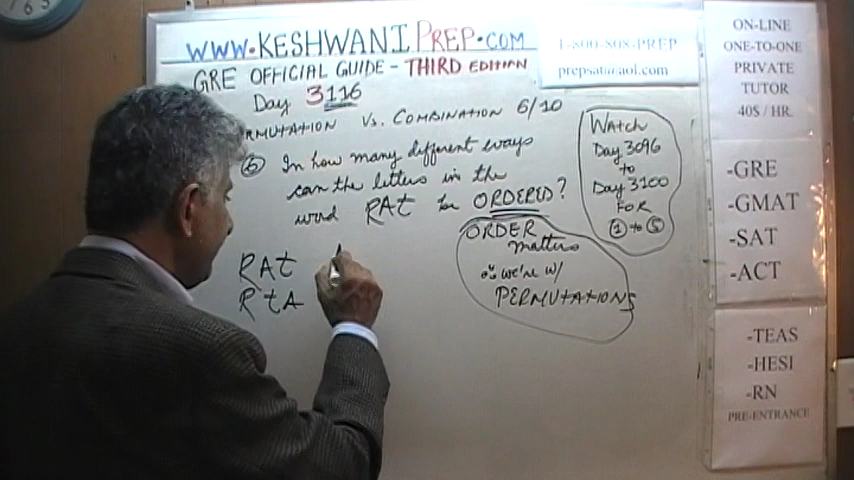 WWW.KESHWANIPREP.COM
1-800-808-PREP
prepsat@aol.com
GRE OFFICIAL GUIDE - THIRD EDITION
Day 3116
RMUTATION Vs. COMBINATION 6/10
⑥ In how many different ways
can the letters in the
word RAt be ORDERED?
WATCH
Day 3096
to
Day 3100
FOR
① to ⑤
ORDER
matters
∵ we're w/
PERMUTATIONS
RAt
RtA
ON-LINE
ONE-TO-ONE
PRIVATE
TUTOR
40$ / HR.
-GRE
-GMAT
-SAT
-ACT
-TEAS
-HESI
-RN
PRE-ENTRANCE